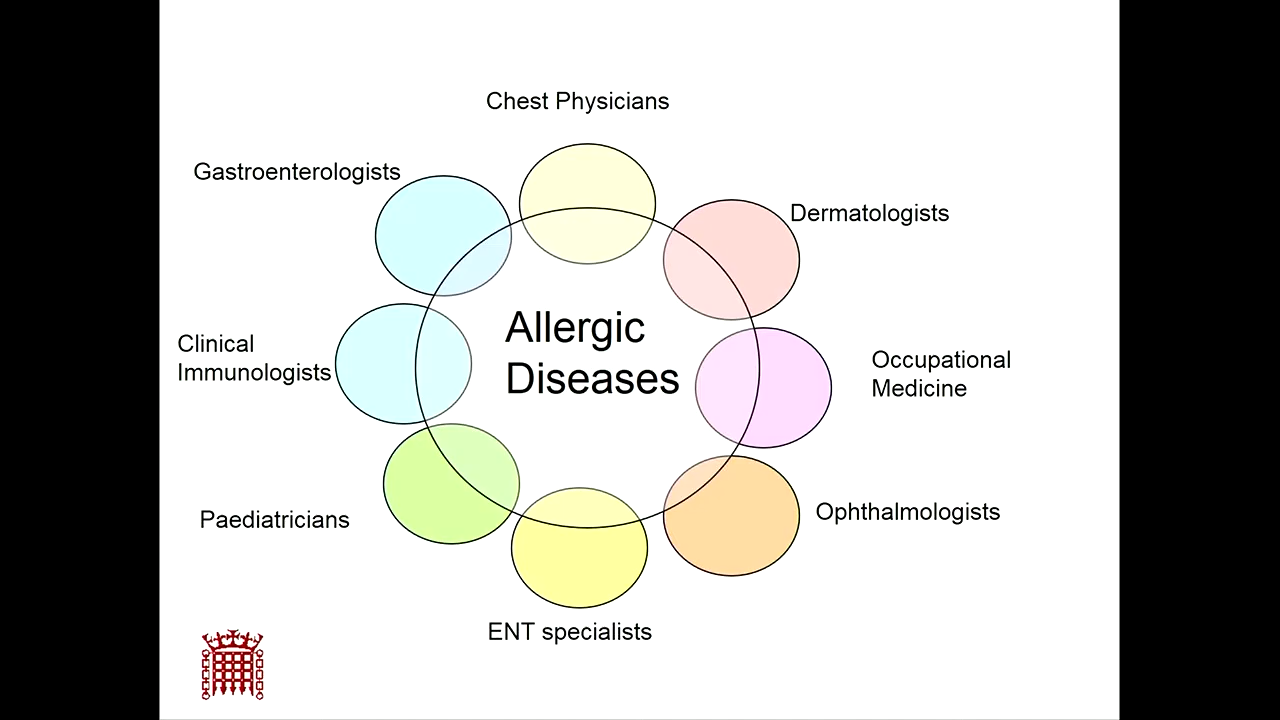 Chest Physicians
Gastroenterologists
Dermatologists
Allergic
Diseases
Clinical
Immunologists
Occupational
Medicine
Paediatricians
Ophthalmologists
ENT specialists